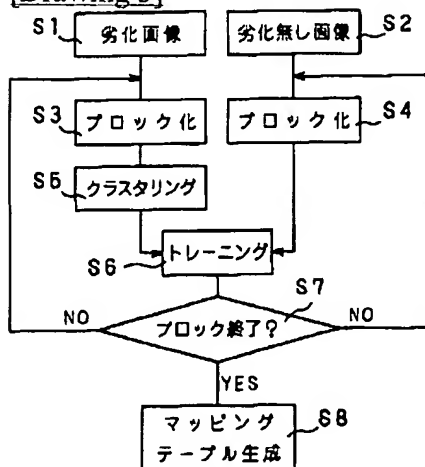 S1
劣化画像
劣化無し画像
S2
S3
ブロック化
ブロック化
S4
S5
クラスタリング
トレーニング
S6
S7
NO
ブロック終了?
NO
YES
マッピング
テーブル生成
S8